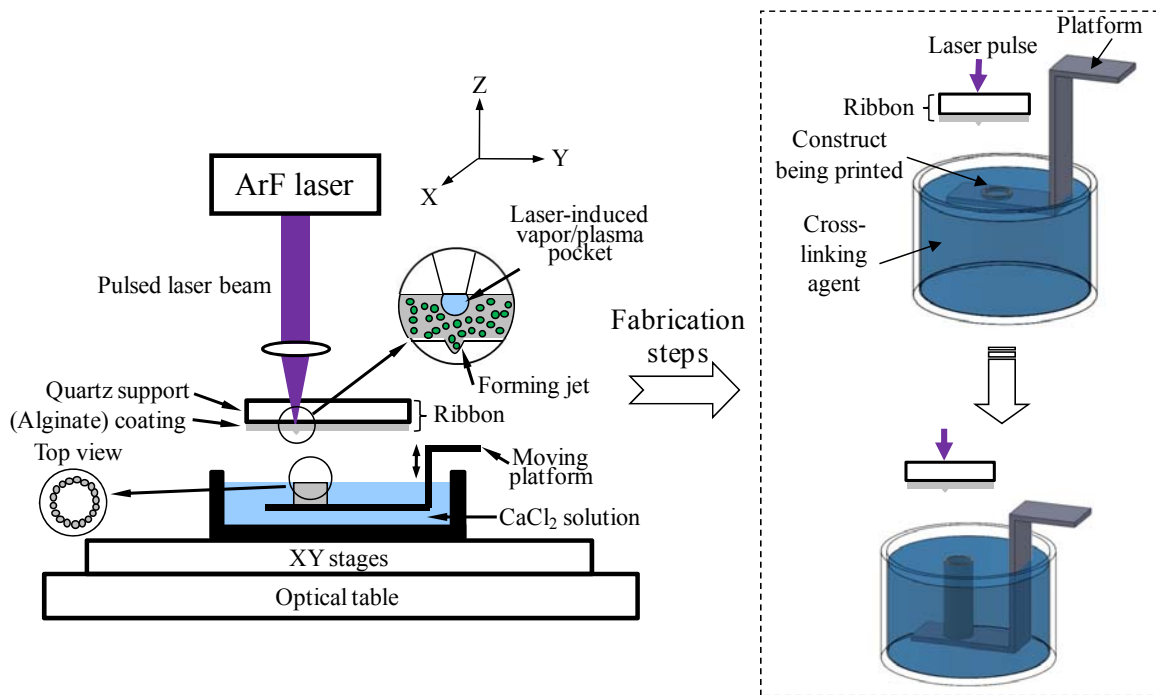 Z
Y
X
ArF laser
Pulsed laser beam
Laser-induced
vapor/plasma
pocket
Forming jet
Quartz support
(Alginate) coating
Ribbon
Top view
Moving
platform
CaCl₂ solution
XY stages
Optical table
Fabrication
steps
Platform
Laser pulse
Ribbon
Construct
being printed
Cross-
linking
agent